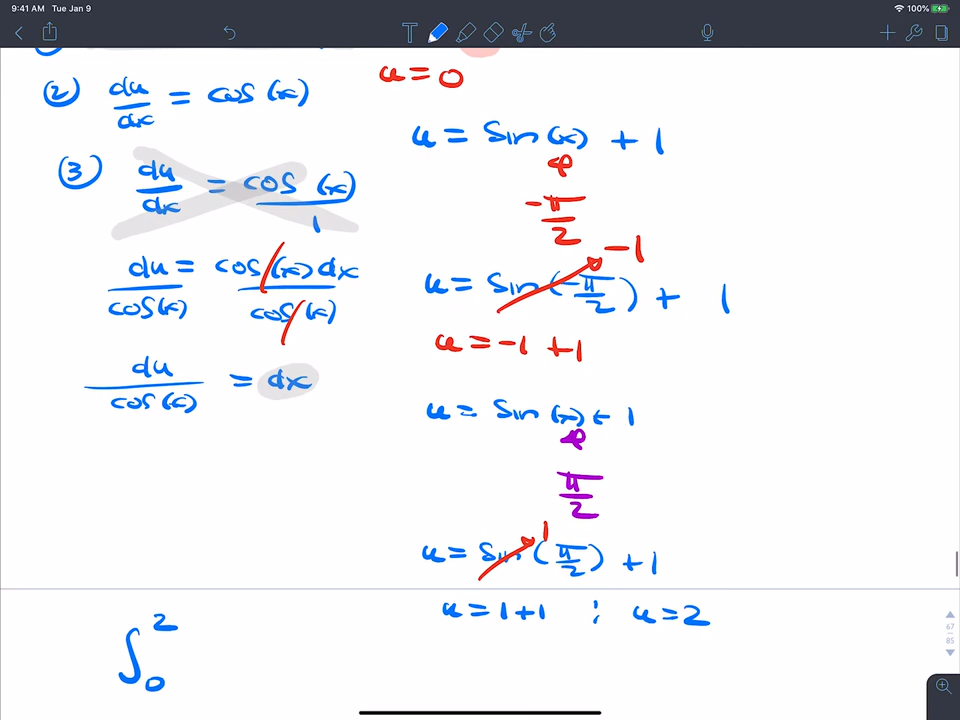 9:41 AM Tue Jan 9
100%
T
u = 0
② du/dx = cos(x)
u = sin(x) + 1
-π/2
③ du/dx = cos(x)/1
-1
du/cos(x) = cos(x)dx/cos(x)
u = sin(-π/2) + 1
u = -1 + 1
du/cos(x) = dx
u = sin(x) + 1
π/2
1
u = sin(π/2) + 1
u = 1+1 ; u = 2
∫₀²
67
85